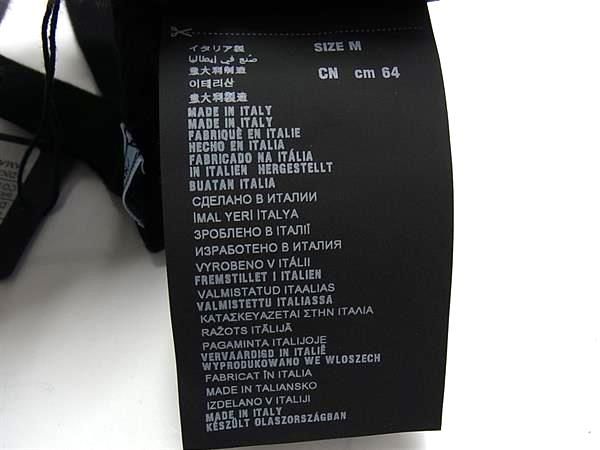 イタリア製
صنع في إيطاليا
意大利制造
이태리산
意大利製造
MADE IN ITALY
MADE IN ITALY
FABRIQUÉ EN ITALIE
HECHO EN ITALIA
FABRICADO NA ITÁLIA
IN ITALIEN HERGESTELLT
BUATAN ITALIA
СДЕЛАНО В ИТАЛИИ
İMAL YERİ İTALYA
ЗРОБЛЕНО В ІТАЛІЇ
ИЗРАБОТЕНО В ИТАЛИЯ
VYROBENO V ITÁLII
FREMSTILLET I ITALIEN
VALMISTATUD ITAALIAS
VALMISTETTU ITALIASSA
ΚΑΤΑΣΚΕΥΑΖΕΤΑΙ ΣΤΗΝ ΙΤΑΛΙΑ
RAŽOTS ITĀLIJĀ
PAGAMINTA ITALIJOJE
VERVAARDIGD IN ITALIË
WYPRODUKOWANO WE WLOSZECH
FABRICAT ÎN ITALIA
MADE IN TALIANSKO
IZDELANO V ITALIJI
MADE IN ITALY
KÉSZÜLT OLASZORSZÁGBAN
SIZE M
CN cm 64